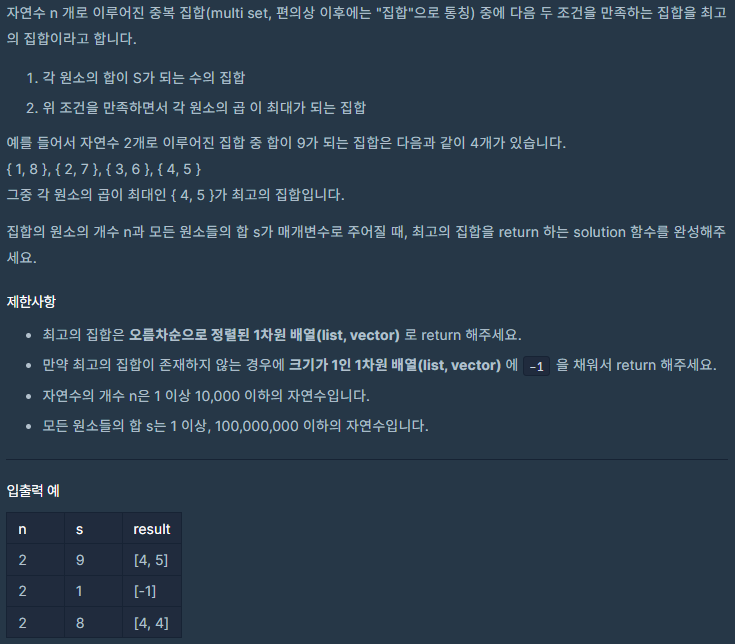 자연수 n 개로 이루어진 중복 집합(multi set, 편의상 이후에는 "집합"으로 통칭) 중에 다음 두 조건을 만족하는 집합을 최고
의 집합이라고 합니다.
1. 각 원소의 합이 S가 되는 수의 집합
2. 위 조건을 만족하면서 각 원소의 곱 이 최대가 되는 집합
예를 들어서 자연수 2개로 이루어진 집합 중 합이 9가 되는 집합은 다음과 같이 4개가 있습니다.
{ 1, 8 }, { 2, 7 }, { 3, 6 }, { 4, 5 }
그중 각 원소의 곱이 최대인 { 4, 5 }가 최고의 집합입니다.
집합의 원소의 개수 n과 모든 원소들의 합 s가 매개변수로 주어질 때, 최고의 집합을 return 하는 solution 함수를 완성해주
세요.
제한사항
• 최고의 집합은 오름차순으로 정렬된 1차원 배열(list, vector) 로 return 해주세요.
• 만약 최고의 집합이 존재하지 않는 경우에 크기가 1인 1차원 배열(list, vector) 에 -1 을 채워서 return 해주세요.
• 자연수의 개수 n은 1 이상 10,000 이하의 자연수입니다.
• 모든 원소들의 합 s는 1 이상, 100,000,000 이하의 자연수입니다.
입출력 예
n s result
2 9 [4, 5]
2 1 [-1]
2 8 [4, 4]